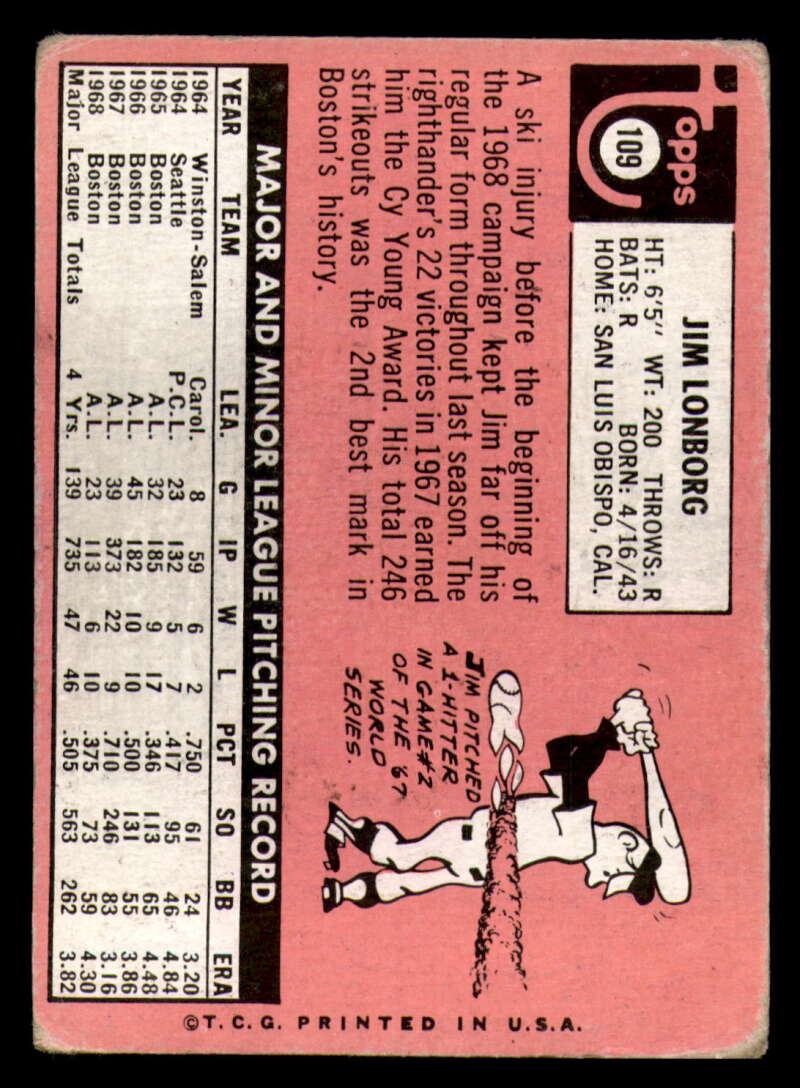 Topps
109
JIM LONBORG
HT: 6'5" WT: 200 THROWS: R
BATS: R BORN: 4/16/43
HOME: SAN LUIS OBISPO, CAL.
A ski injury before the beginning of
the 1968 campaign kept Jim far off his
regular form throughout last season. The
righthander's 22 victories in 1967 earned
him the Cy Young Award. His total 246
strikeouts was the 2nd best mark in
Boston's history.
JIM PITCHED
A 1-HITTER
IN GAME #2
OF THE '67
WORLD
SERIES.
MAJOR AND MINOR LEAGUE PITCHING RECORD
YEAR TEAM LEA. G IP W L PCT SO BB ERA
1964 Winston-Salem Carol. 8 59 6 2 .750 61 24 3.20
1964 Seattle P.C.L. 23 132 5 7 .417 95 46 4.84
1965 Boston A.L. 32 185 9 17 .346 113 65 4.48
1966 Boston A.L. 45 182 10 10 .500 131 55 3.86
1967 Boston A.L. 39 373 22 9 .710 246 83 3.16
1968 Boston A.L. 23 113 6 10 .375 73 59 4.30
Major League Totals 4 Yrs. 139 735 47 46 .505 563 262 3.82
©T.C.G. PRINTED IN U.S.A.